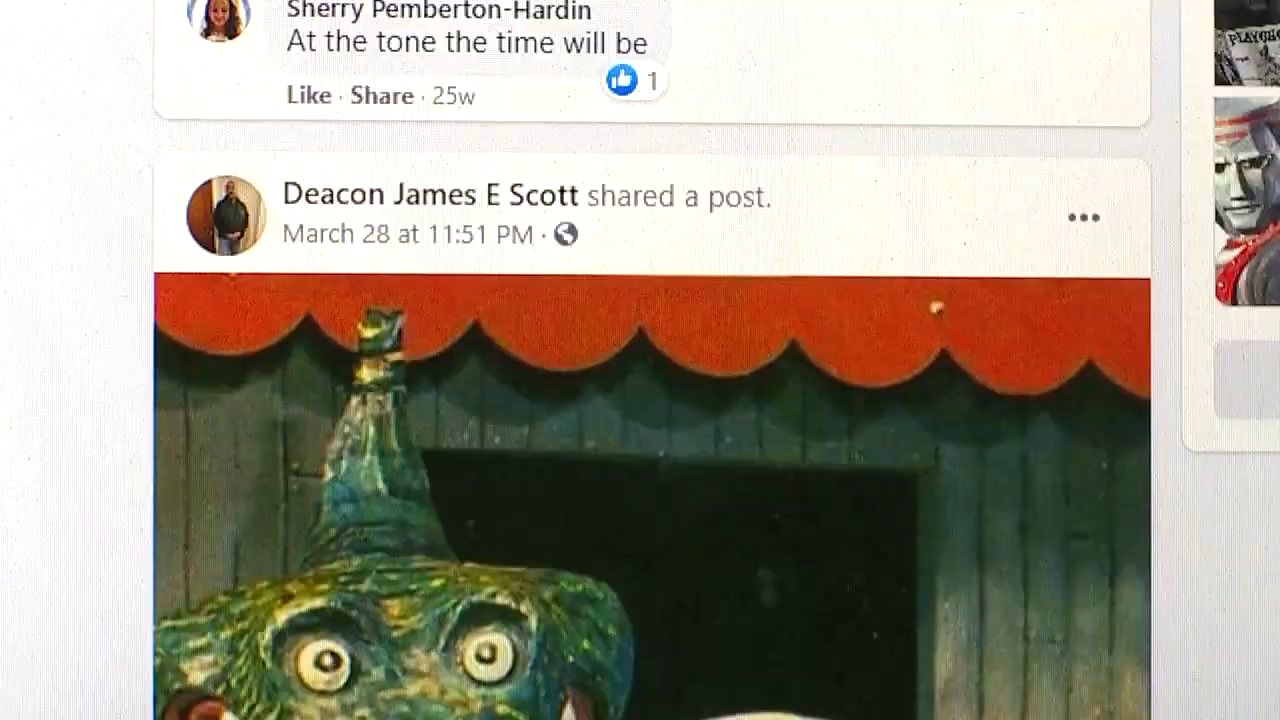 Sherry Pemberton-Hardin
At the tone the time will be
1
Like · Share · 25w
Deacon James E Scott shared a post.
March 28 at 11:51 PM ·